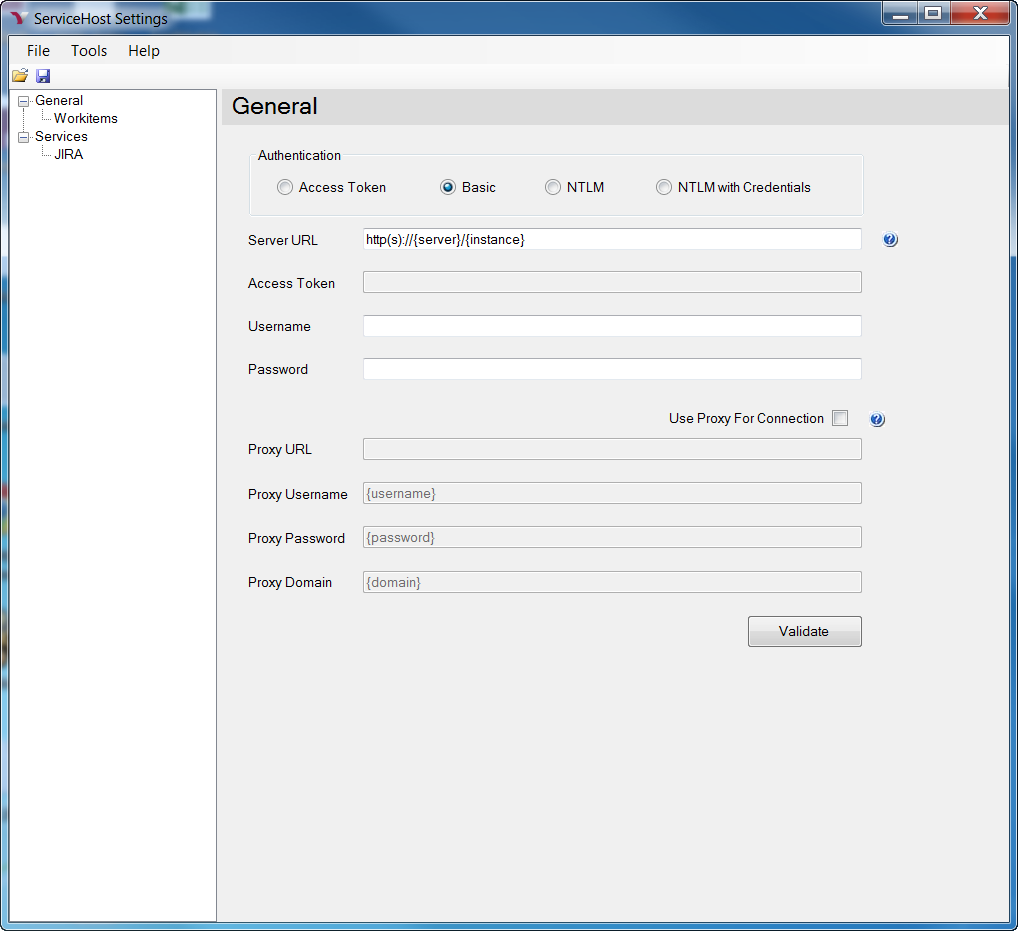 ServiceHost Settings
File Tools Help
General
Workitems
Services
JIRA
General
Authentication
Access Token Basic NTLM NTLM with Credentials
Server URL http(s)://{server}/{instance} ?
Access Token
Username
Password
Use Proxy For Connection ?
Proxy URL
Proxy Username {username}
Proxy Password {password}
Proxy Domain {domain}
Validate